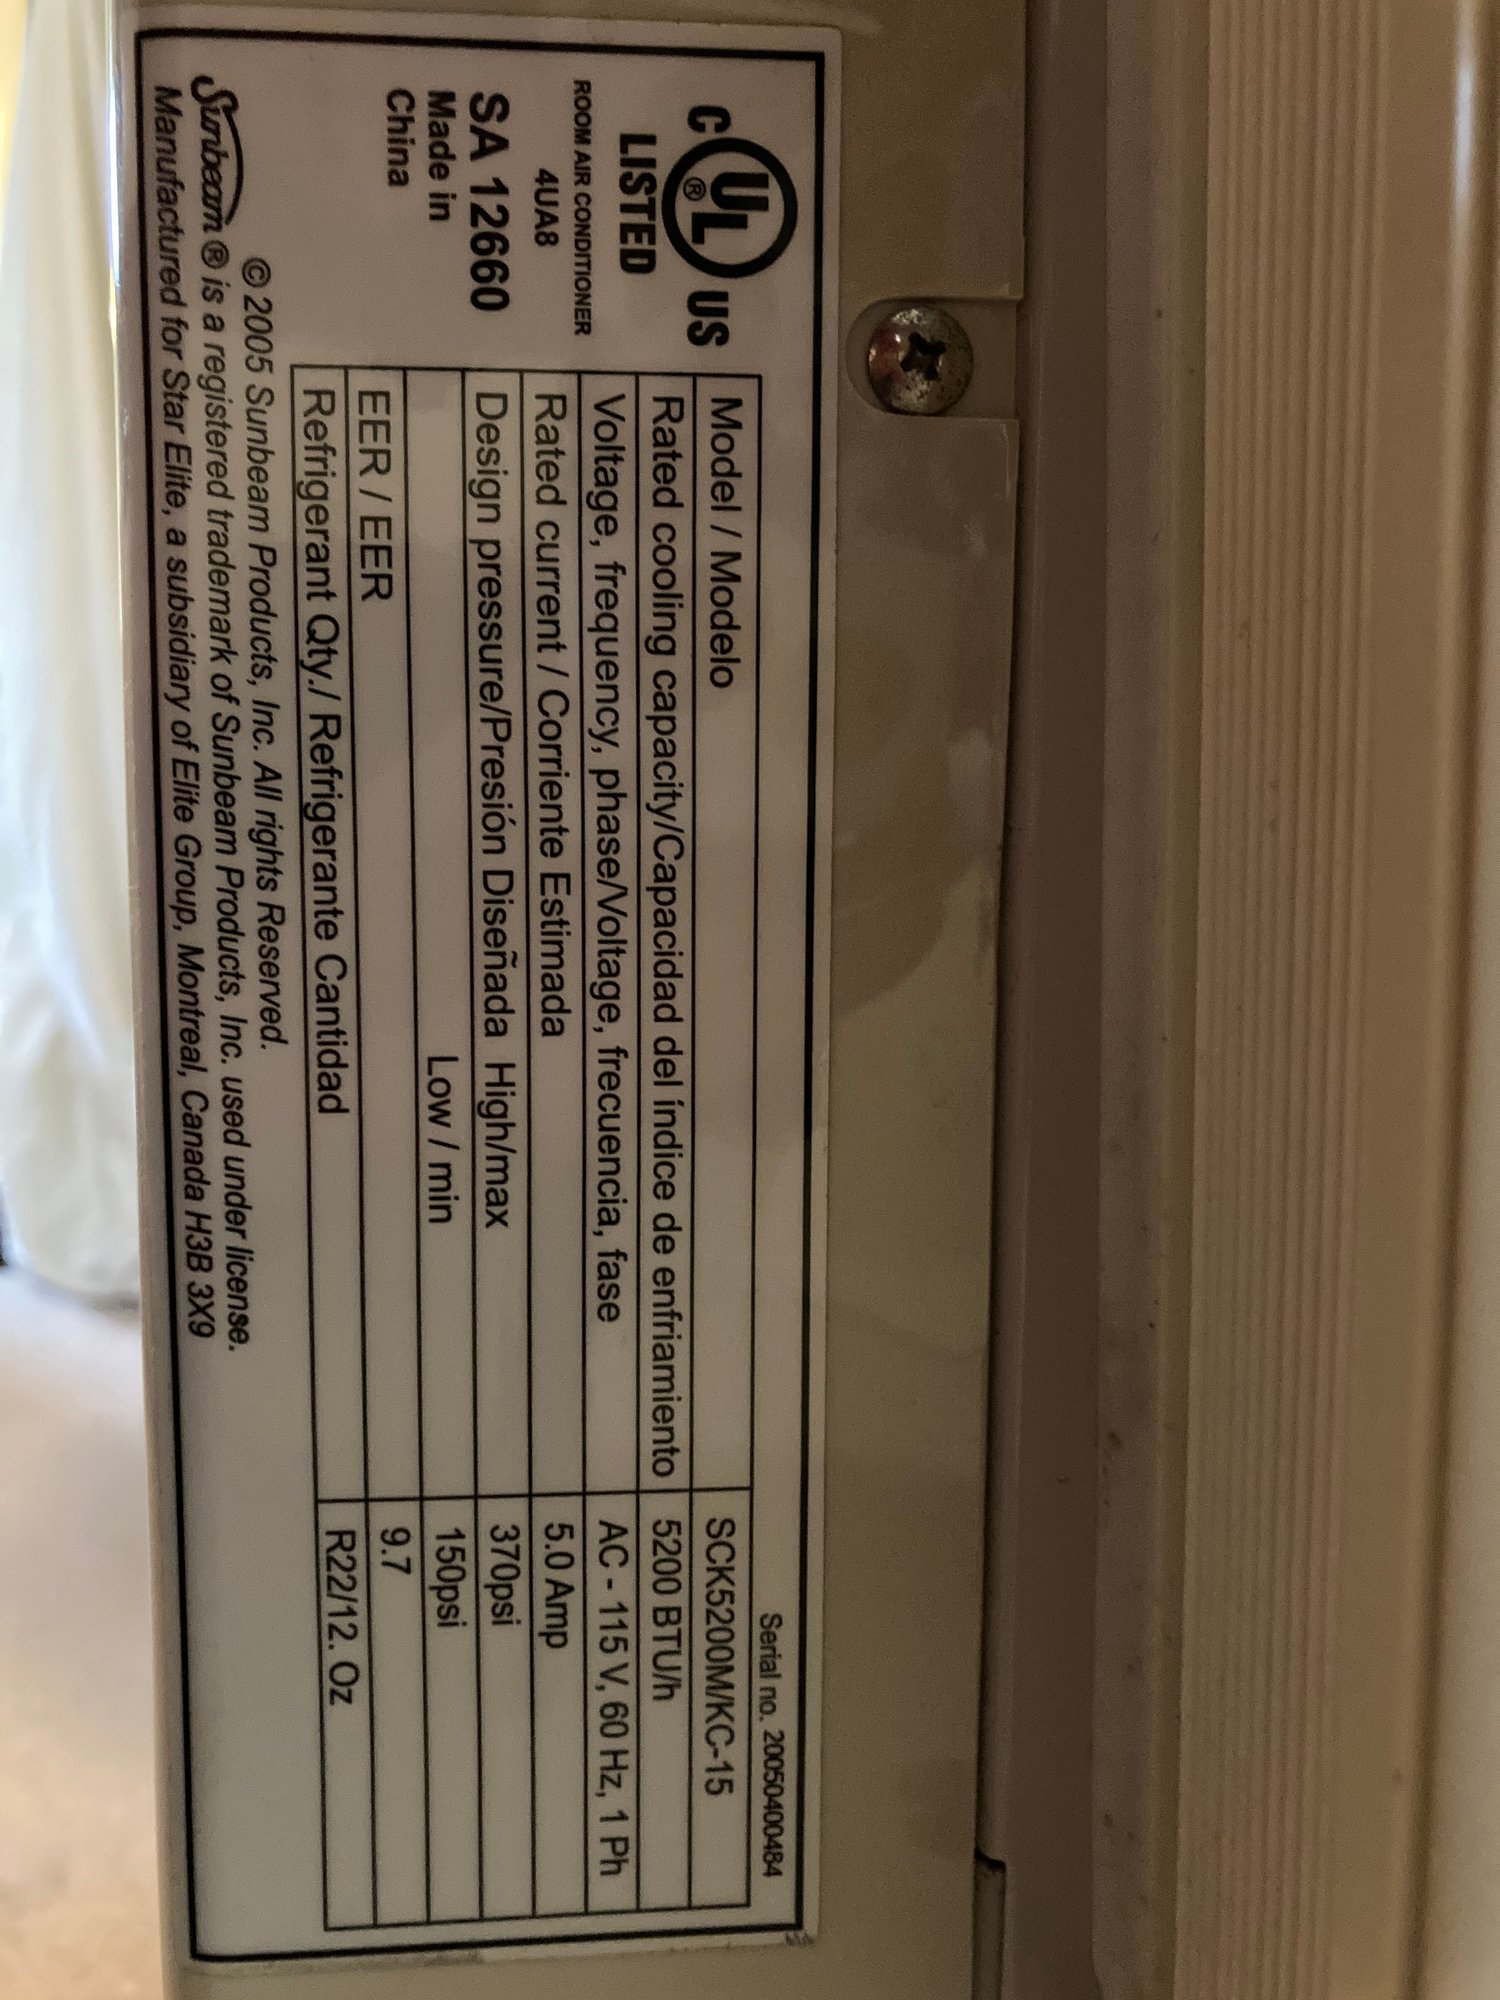 C UL ® US
LISTED
ROOM AIR CONDITIONER
4UA8
SA 12660
Made in
China
Serial no. 2005040O484
Model / Modelo SCK5200M/KC-15
Rated cooling capacity/Capacidad del índice de enfriamiento 5200 BTU/h
Voltage, frequency, phase/Voltage, frecuencia, fase AC - 115 V, 60 Hz, 1 Ph
Rated current / Corriente Estimada 5.0 Amp
Design pressure/Presión Diseñada High/max 370psi
Low / min 150psi
EER / EER 9.7
Refrigerant Qty./ Refrigerante Cantidad R22/12. Oz
© 2005 Sunbeam Products, Inc. All rights Reserved.
Sunbeam ® is a registered trademark of Sunbeam Products, Inc. used under license.
Manufactured for Star Elite, a subsidiary of Elite Group, Montreal, Canada H3B 3X9